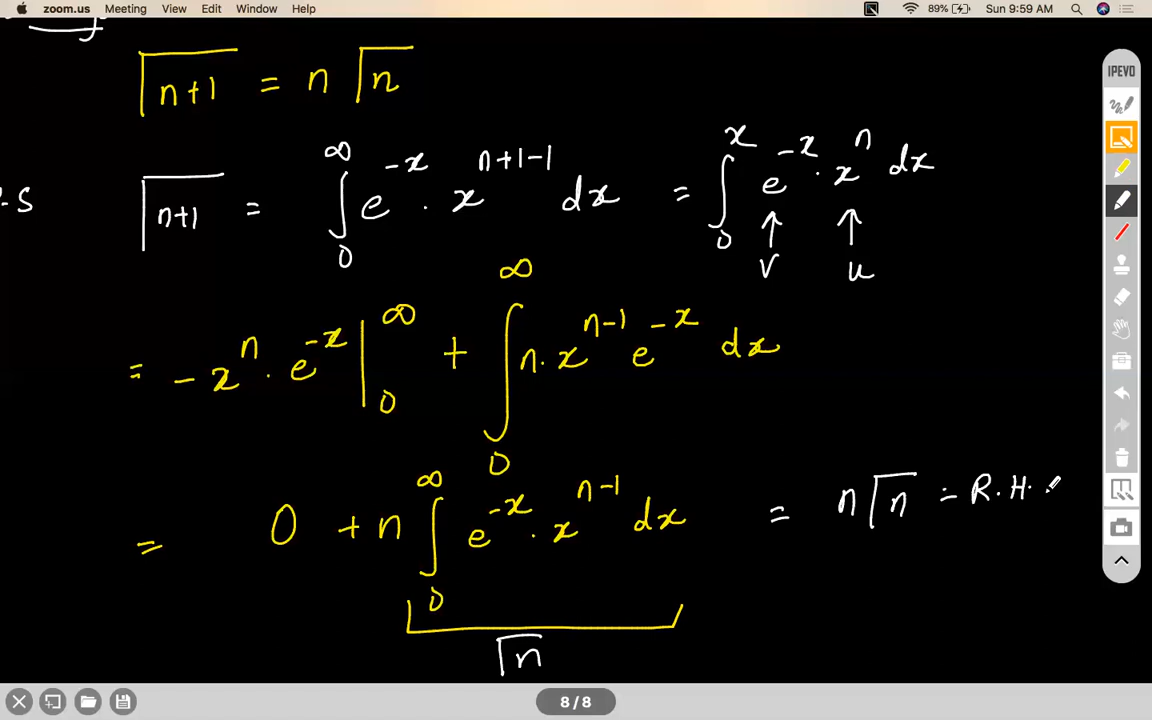 zoom.us Meeting View Edit Window Help 89% Sun 9:59 AM
IPEVO
Γn+1 = n Γn
-S
Γn+1 = ∫₀^∞ e^-x . x^n+1-1 dx = ∫₀^x e^-x . x^n dx
↑ ↑
V u
= - x^n . e^-x |₀^∞ + ∫₀^∞ n . x^n-1 e^-x dx
= 0 + n ∫₀^∞ e^-x . x^n-1 dx = n Γn = R.H.
Γn
8 / 8